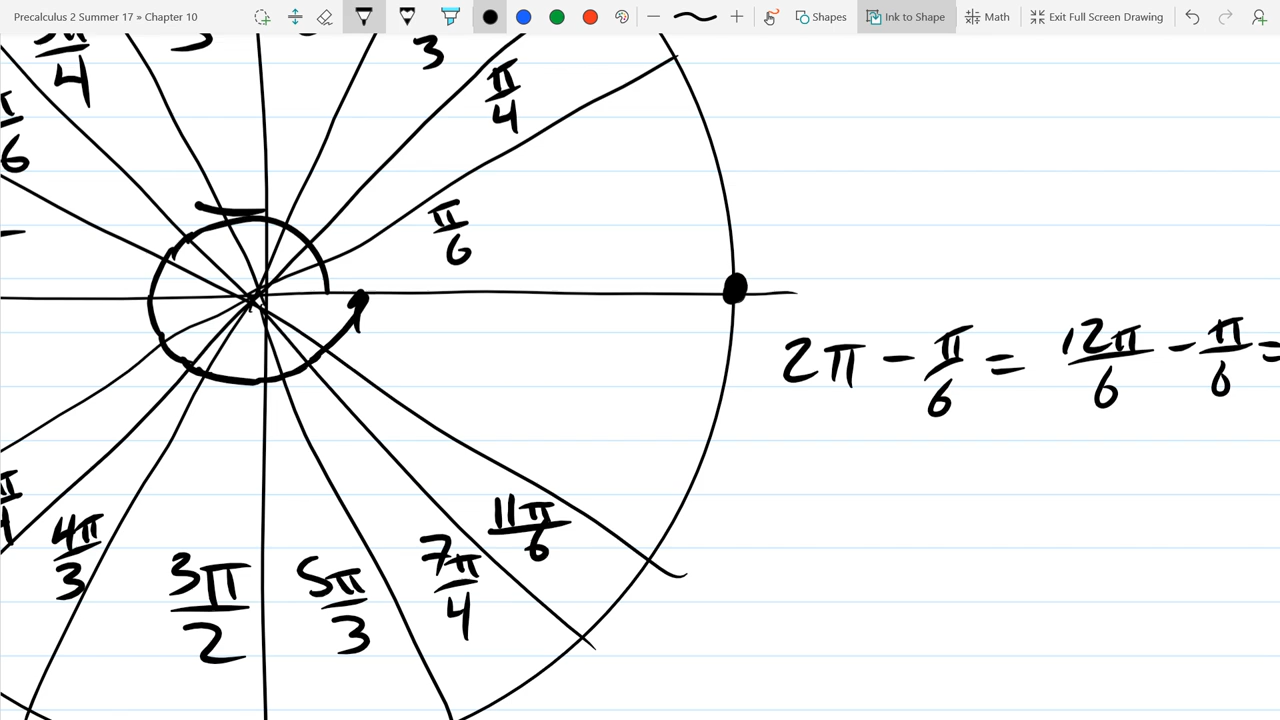 Precalculus 2 Summer 17 » Chapter 10
Shapes
Ink to Shape
Math
Exit Full Screen Drawing
π/4
π/6
2π - π/6 = 12π/6 - π/6 =
11π/6
7π/4
5π/3
3π/2
4π/3